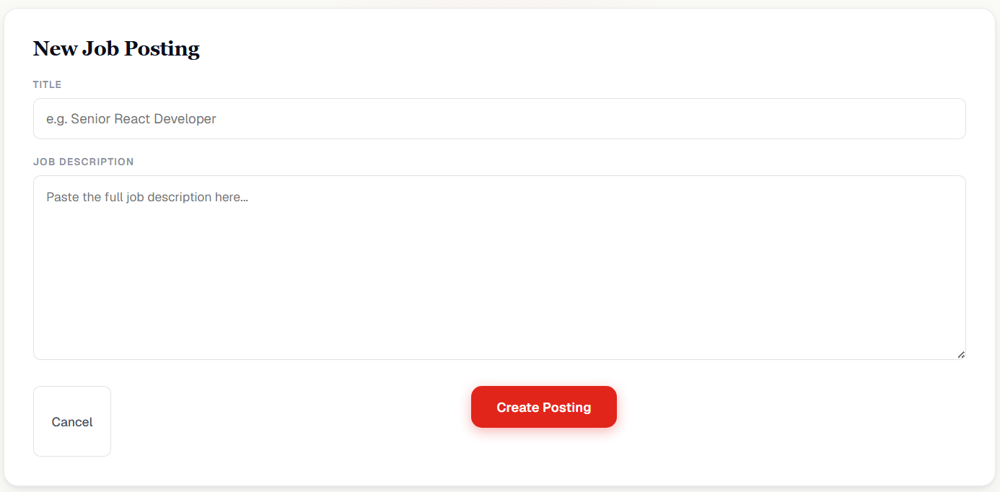 New Job Posting
TITLE
e.g. Senior React Developer
JOB DESCRIPTION
Paste the full job description here...
Cancel
Create Posting